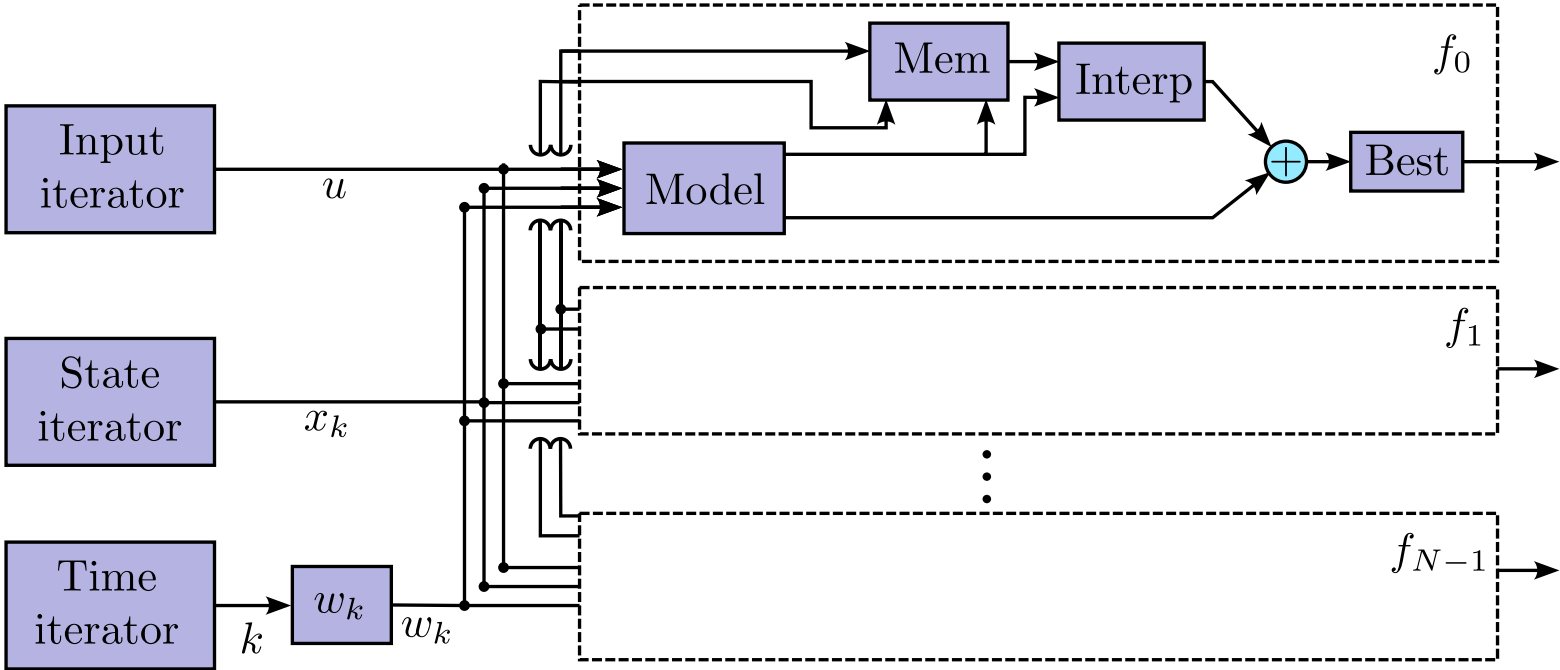 Input
iterator
u
State
iterator
x_k
Time
iterator
k
w_k
w_k
Mem
Interp
f_0
Model
+
Best
f_1
⋮
f_{N−1}